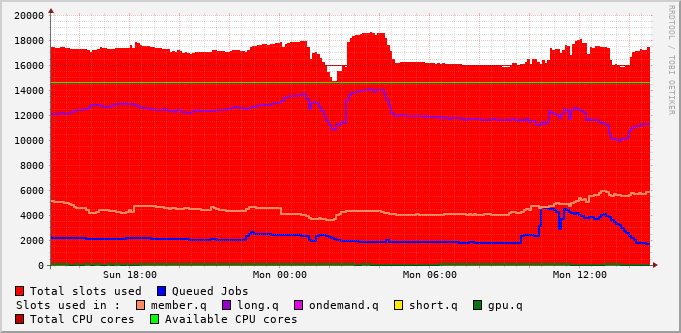 20000
18000
16000
14000
12000
10000
8000
6000
4000
2000
0
Sun 18:00 Mon 00:00 Mon 06:00 Mon 12:00
RRDTOOL / TOBI OETIKER
Total slots used Queued Jobs
Slots used in : member.q long.q ondemand.q short.q gpu.q
Total CPU cores Available CPU cores